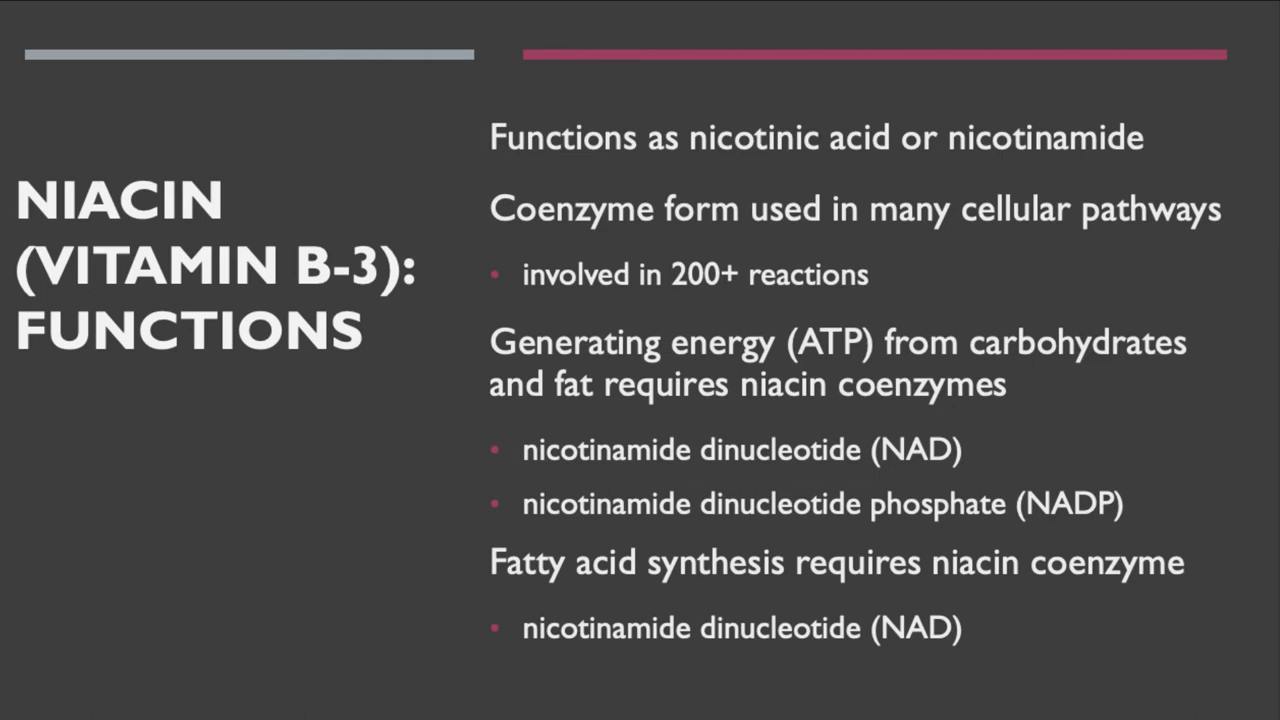 NIACIN
(VITAMIN B-3):
FUNCTIONS
Functions as nicotinic acid or nicotinamide
Coenzyme form used in many cellular pathways
• involved in 200+ reactions
Generating energy (ATP) from carbohydrates
and fat requires niacin coenzymes
• nicotinamide dinucleotide (NAD)
• nicotinamide dinucleotide phosphate (NADP)
Fatty acid synthesis requires niacin coenzyme
• nicotinamide dinucleotide (NAD)